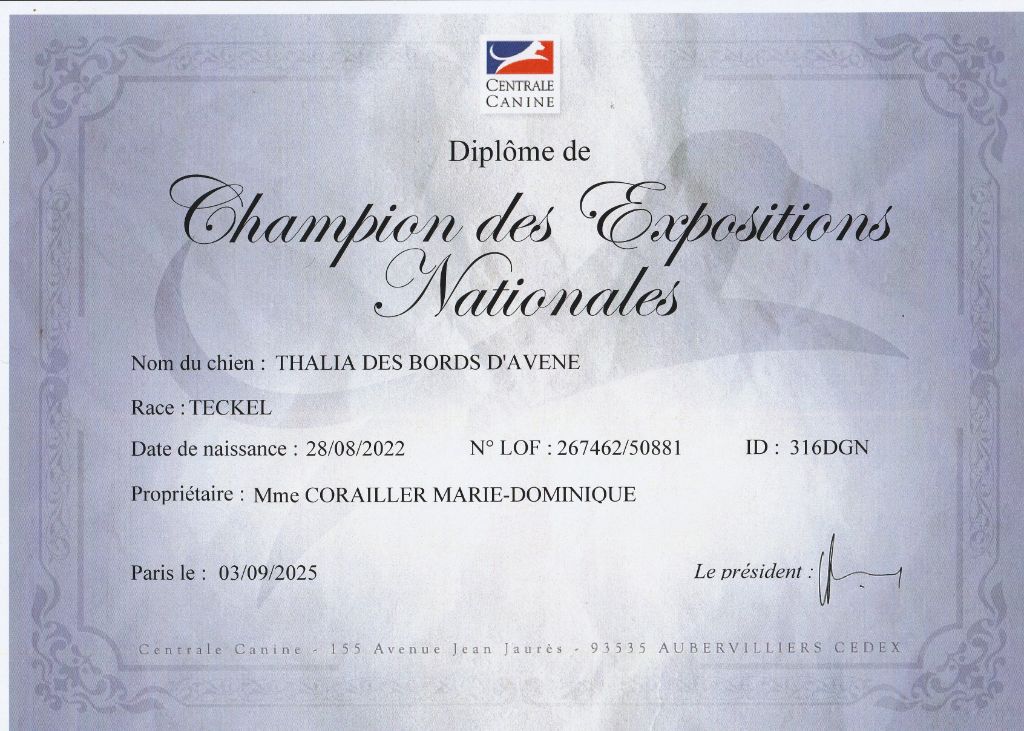 CENTRALE
CANINE
Diplôme de
Champion des Expositions
Nationales
Nom du chien : THALIA DES BORDS D'AVENE
Race : TECKEL
Date de naissance : 28/08/2022 N° LOF : 267462/50881 ID : 316DGN
Propriétaire : Mme CORAILLER MARIE-DOMINIQUE
Paris le : 03/09/2025 Le président :
Centrale Canine - 155 Avenue Jean Jaurès - 93535 AUBERVILLIERS CEDEX